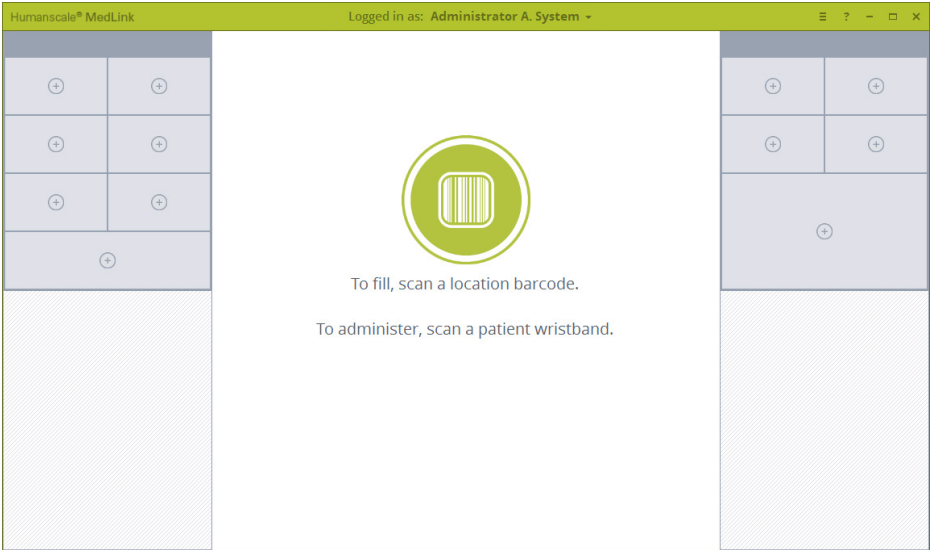 Humanscale® MedLink
Logged in as: Administrator A. System
?
To fill, scan a location barcode.
To administer, scan a patient wristband.